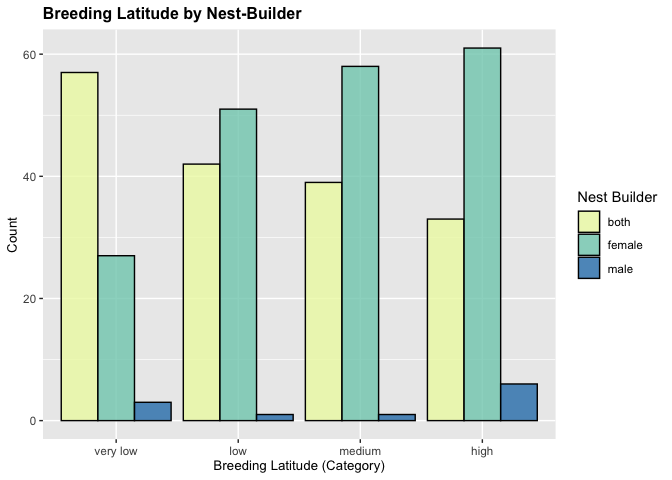 Breeding Latitude by Nest-Builder
60
40
20
0
Count
very low low medium high
Breeding Latitude (Category)
Nest Builder
both
female
male